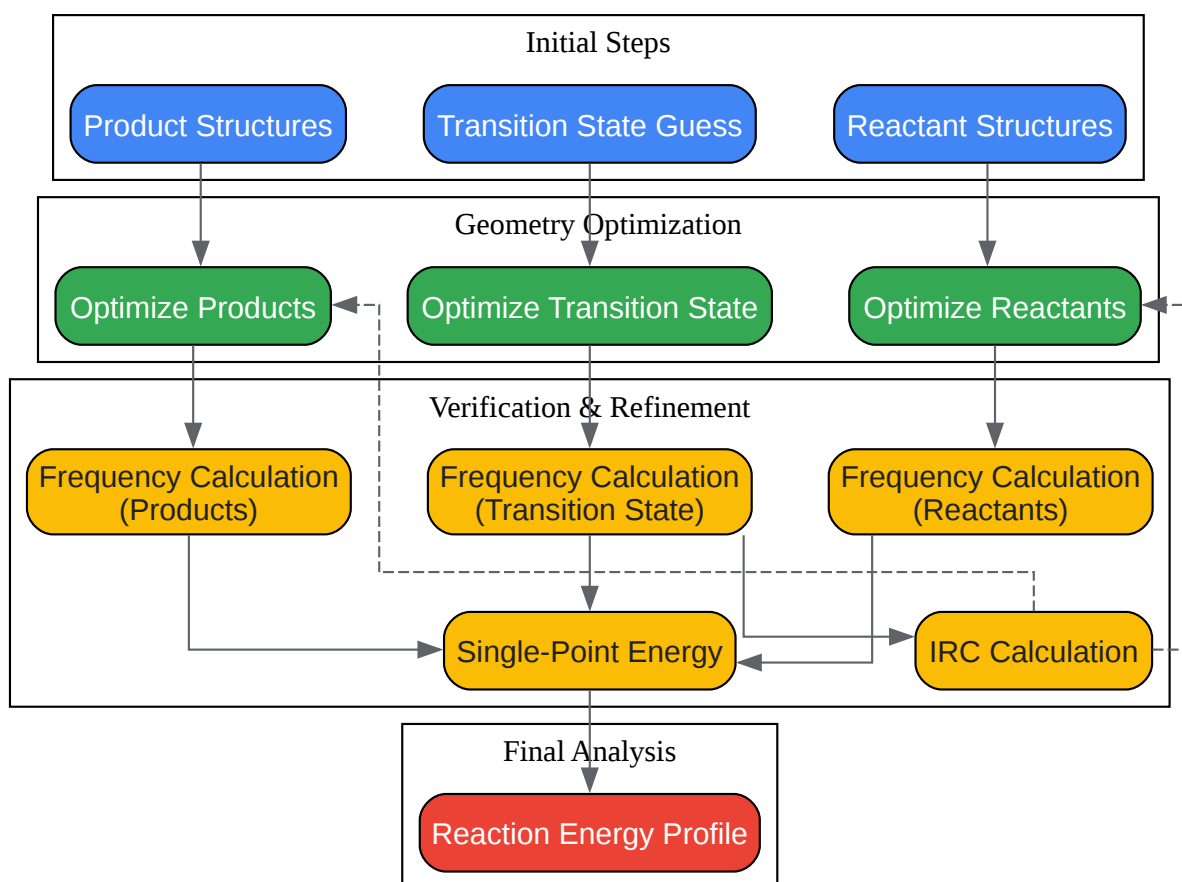 Initial Steps
Product Structures
Transition State Guess
Reactant Structures
Geometry Optimization
Optimize Products
Optimize Transition State
Optimize Reactants
Verification & Refinement
Frequency Calculation
(Products)
Frequency Calculation
(Transition State)
Frequency Calculation
(Reactants)
Single-Point Energy
IRC Calculation
Final Analysis
Reaction Energy Profile